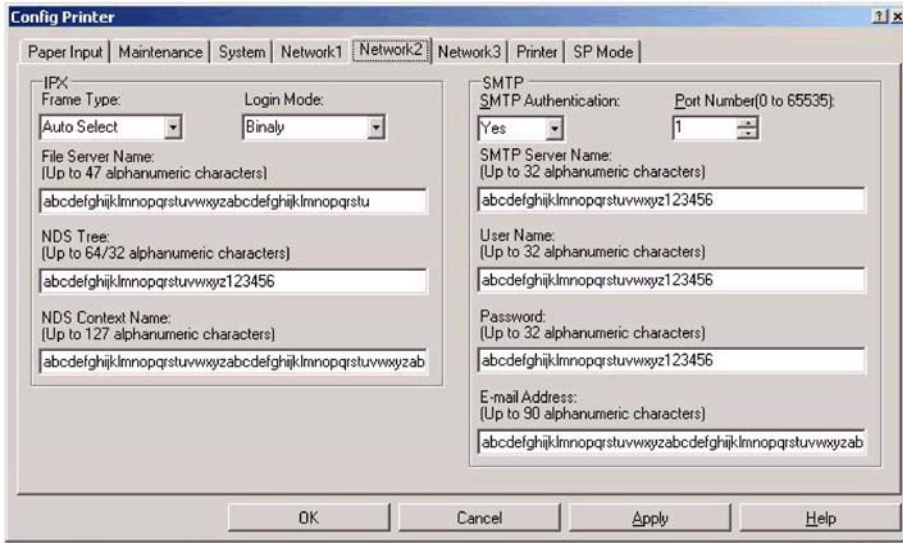 Config Printer
Paper Input Maintenance System Network1 Network2 Network3 Printer SP Mode
IPX
Frame Type: Login Mode:
Auto Select Binaly
File Server Name:
(Up to 47 alphanumeric characters)
abcdefghijklmnopqrstuvwxyzabcdefghijklmnopqrstu
NDS Tree:
(Up to 64/32 alphanumeric characters)
abcdefghijklmnopqrstuvwxyz123456
NDS Context Name:
(Up to 127 alphanumeric characters)
abcdefghijklmnopqrstuvwxyzabcdefghijklmnopqrstuvwxyzab
SMTP
SMTP Authentication: Port Number(0 to 65535):
Yes 1
SMTP Server Name:
(Up to 32 alphanumeric characters)
abcdefghijklmnopqrstuvwxyz123456
User Name:
(Up to 32 alphanumeric characters)
abcdefghijklmnopqrstuvwxyz123456
Password:
(Up to 32 alphanumeric characters)
abcdefghijklmnopqrstuvwxyz123456
E-mail Address:
(Up to 90 alphanumeric characters)
abcdefghijklmnopqrstuvwxyzabcdefghijklmnopqrstuvwxyzab
OK Cancel Apply Help